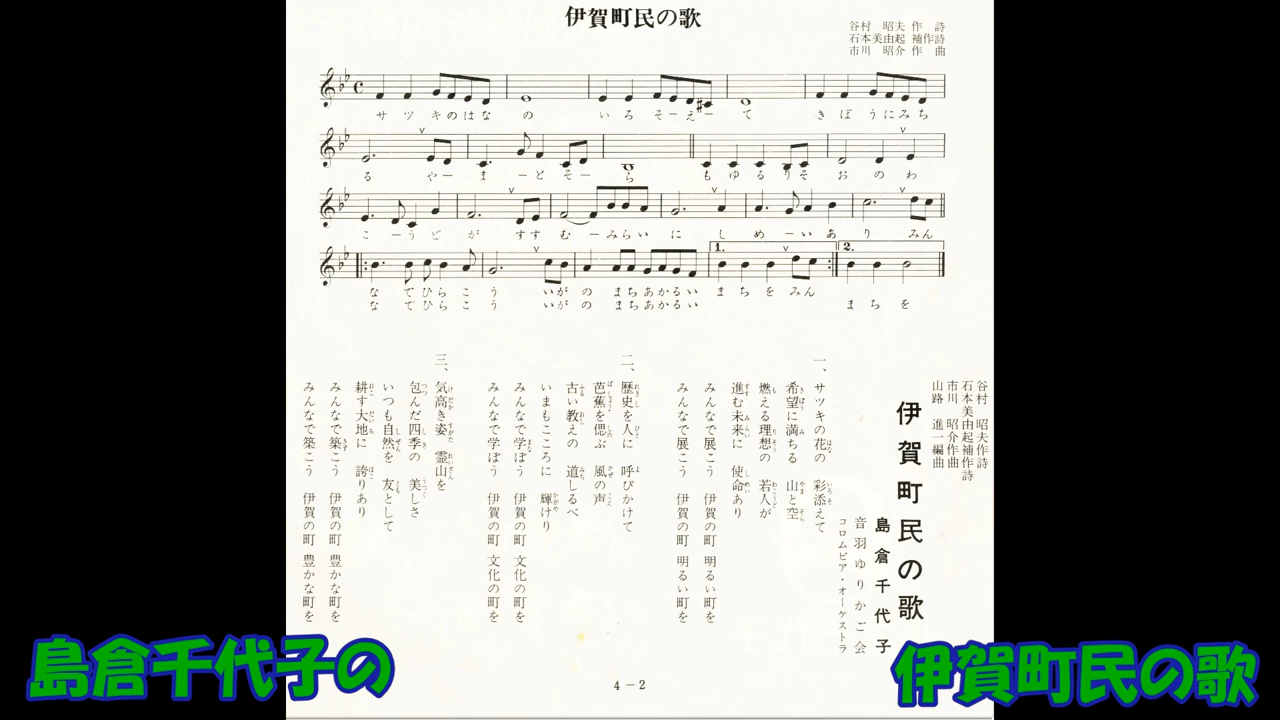 伊賀町民の歌
谷村 昭夫 作 詩
石本美由起 補作詩
市川 昭介 作 曲
サ ツ キのはな の い ろ そーえー て き ぼ うにみち
る や ー ま ー ど そ ー ら も ゆ る りそ お の わ
こ ー うど が すす む ーみらい に し め ーい あ り みん
な で ひら こ う いが の まちあかるい ま ち を みん
な で ひら こ う いが の まちあかるい ま ち を
1.
2.
谷村 昭夫作詩
石本美由起補作詩
市川 昭介作曲
山路 進一編曲
伊賀町民の歌
島倉千代子
音羽ゆりかご会
コロムビア・オーケストラ
一、
サツキの花の 彩添えて
希望に満ちる 山と空
燃える理想の 若人が
進む未来に 使命あり
みんなで展こう 伊賀の町 明るい町を
みんなで展こう 伊賀の町 明るい町を
二、
歴史を人に 呼びかけて
芭蕉を偲ぶ 風の声
古い教えの 道しるべ
いまもこころに 輝けり
みんなで学ぼう 伊賀の町 文化の町を
みんなで学ぼう 伊賀の町 文化の町を
三、
気高き姿 霊山を
包んだ四季の 美しさ
いつも自然を 友として
耕す大地に 誇りあり
みんなで築こう 伊賀の町 豊かな町を
みんなで築こう 伊賀の町 豊かな町を
4－2
島倉千代子の
伊賀町民の歌